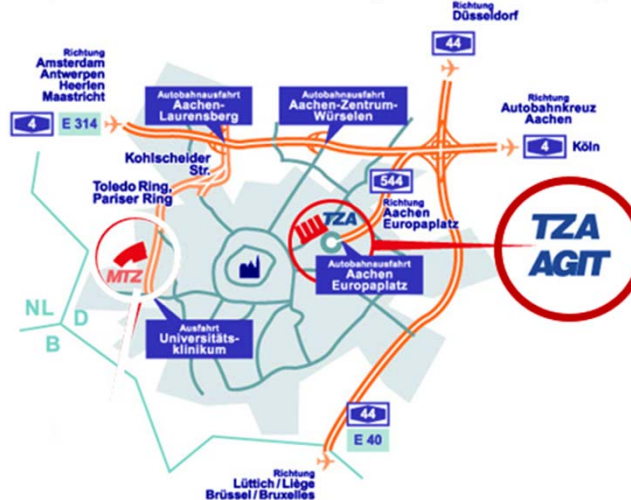 Richtung
Düsseldorf
44
Richtung
Amsterdam
Antwerpen
Heerlen
Maastricht
4
E 314
Autobahnausfahrt
Aachen-
Laurensberg
Autobahnausfahrt
Aachen-Zentrum-
Würselen
Richtung
Autobahnkreuz
Aachen
4
Köln
Kohlscheider
Str.
Toledo Ring,
Pariser Ring
544
Richtung
Aachen
Europaplatz
TZA
TZA
AGIT
MTZ
Autobahnausfahrt
Aachen
Europaplatz
Ausfahrt
Universitäts-
klinikum
NL
D
B
44
E 40
Richtung
Lüttich / Liège
Brüssel / Bruxelles